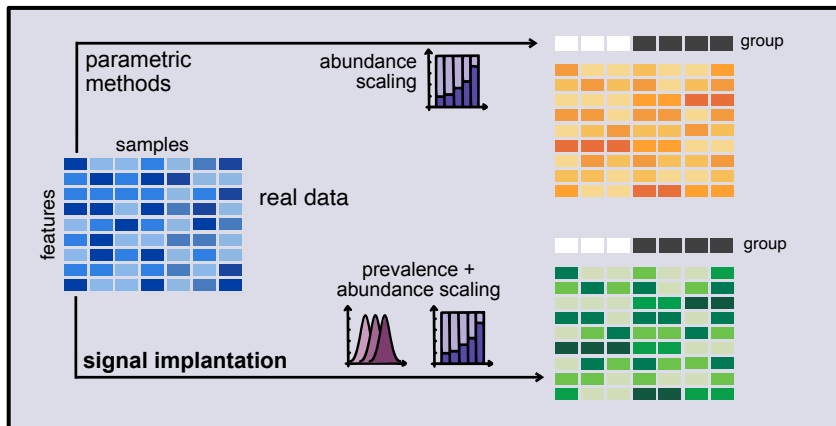 parametric
methods
abundance
scaling
group
samples
features
real data
group
prevalence +
abundance scaling
signal implantation